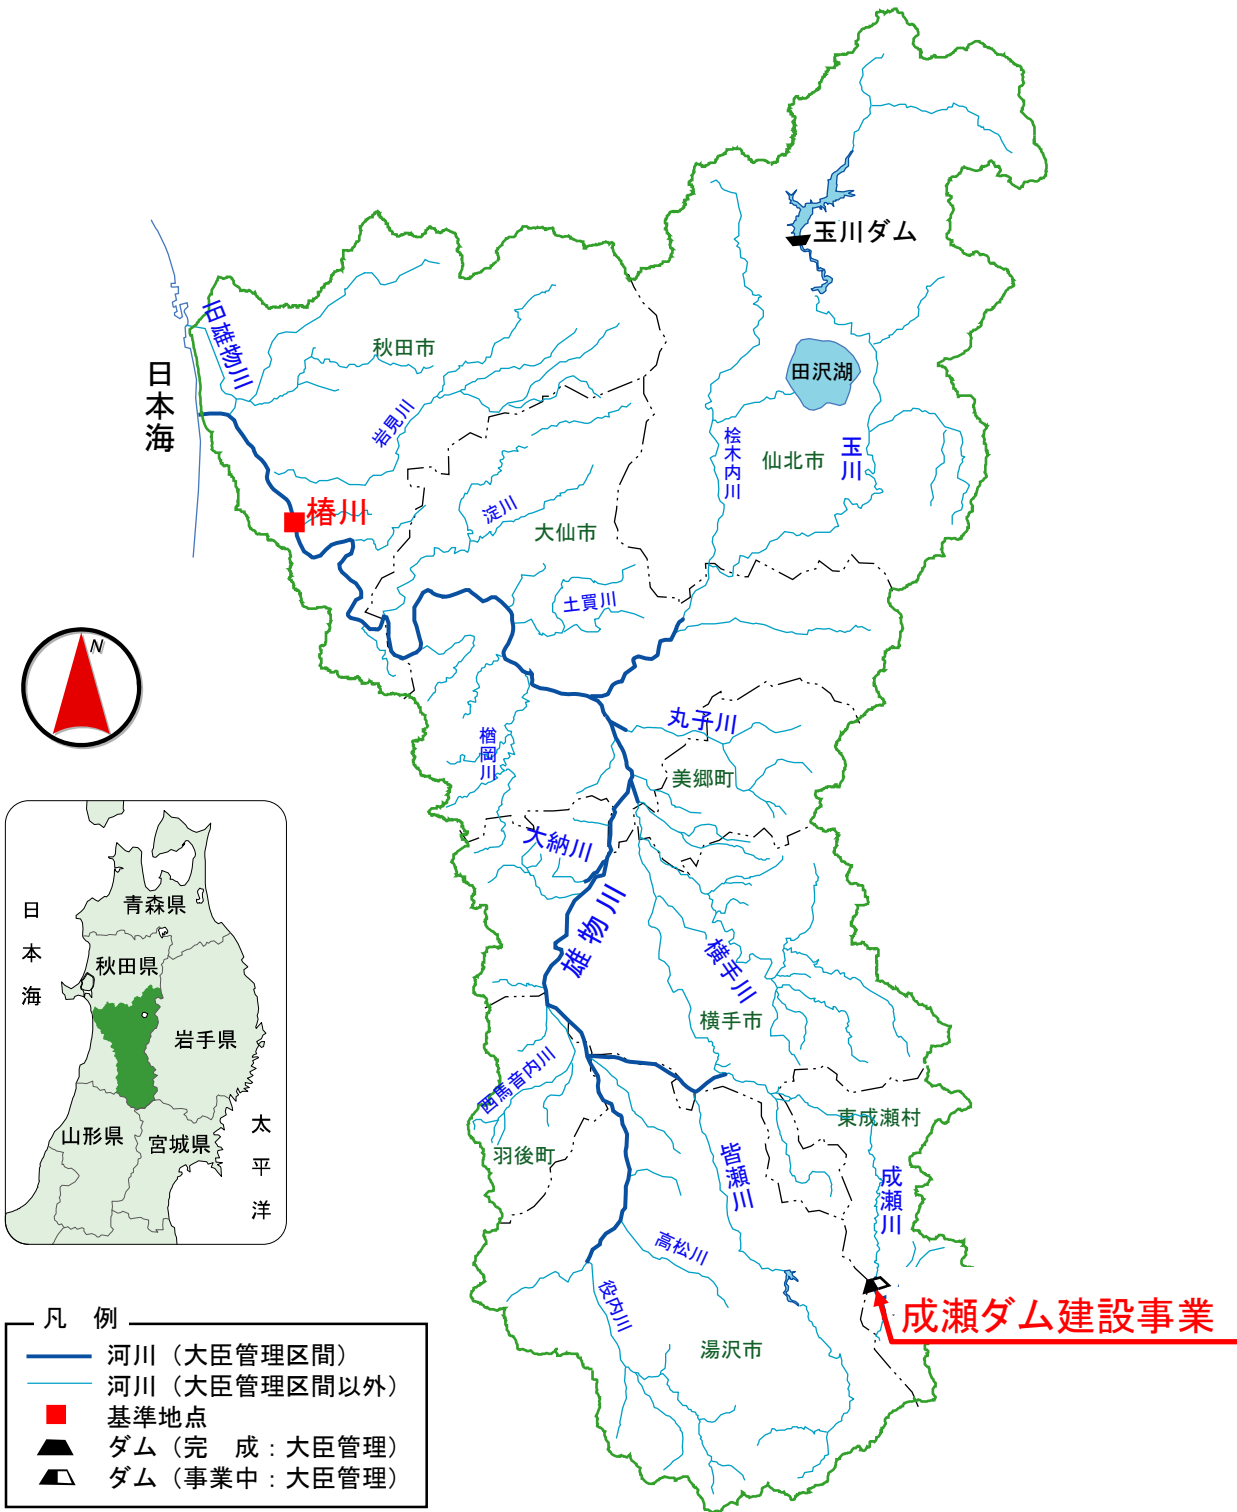 玉川ダム
旧雄物川
秋田市
日本海
田沢湖
岩見川
桧木内川
仙北市
玉川
椿川
淀川
大仙市
土買川
N
丸子川
楢岡川
美郷町
大納川
雄物川
横手川
横手市
西馬音内川
東成瀬村
羽後町
皆瀬川
成瀬川
高松川
役内川
成瀬ダム建設事業
湯沢市
青森県
日本海
秋田県
岩手県
山形県
宮城県
太平洋
凡 例
河川(大臣管理区間)
河川(大臣管理区間以外)
基準地点
ダム(完 成:大臣管理)
ダム(事業中:大臣管理)